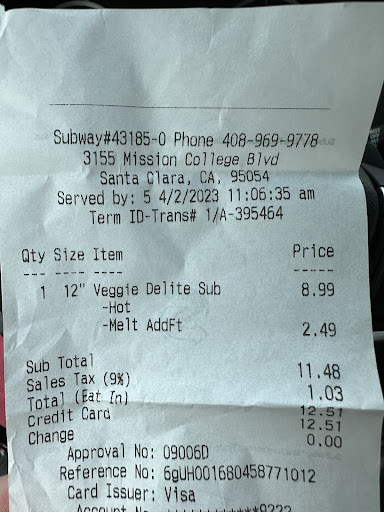 Subway#43185-0 Phone 408-969-9778
3155 Mission College Blvd
Santa Clara, CA, 95054
Served by: 5 4/2/2023 11:06:35 am
Term ID-Trans# 1/A-395464
Qty Size Item Price
--- ---- ---- -----
1 12" Veggie Delite Sub 8.99
-Hot
-Melt AddFt 2.49
Sub Total 11.48
Sales Tax (9%) 1.03
Total (Eat In) 12.51
Credit Card 12.51
Change 0.00
Approval No: 09006D
Reference No: 6gUH001680458771012
Card Issuer: Visa
Account No